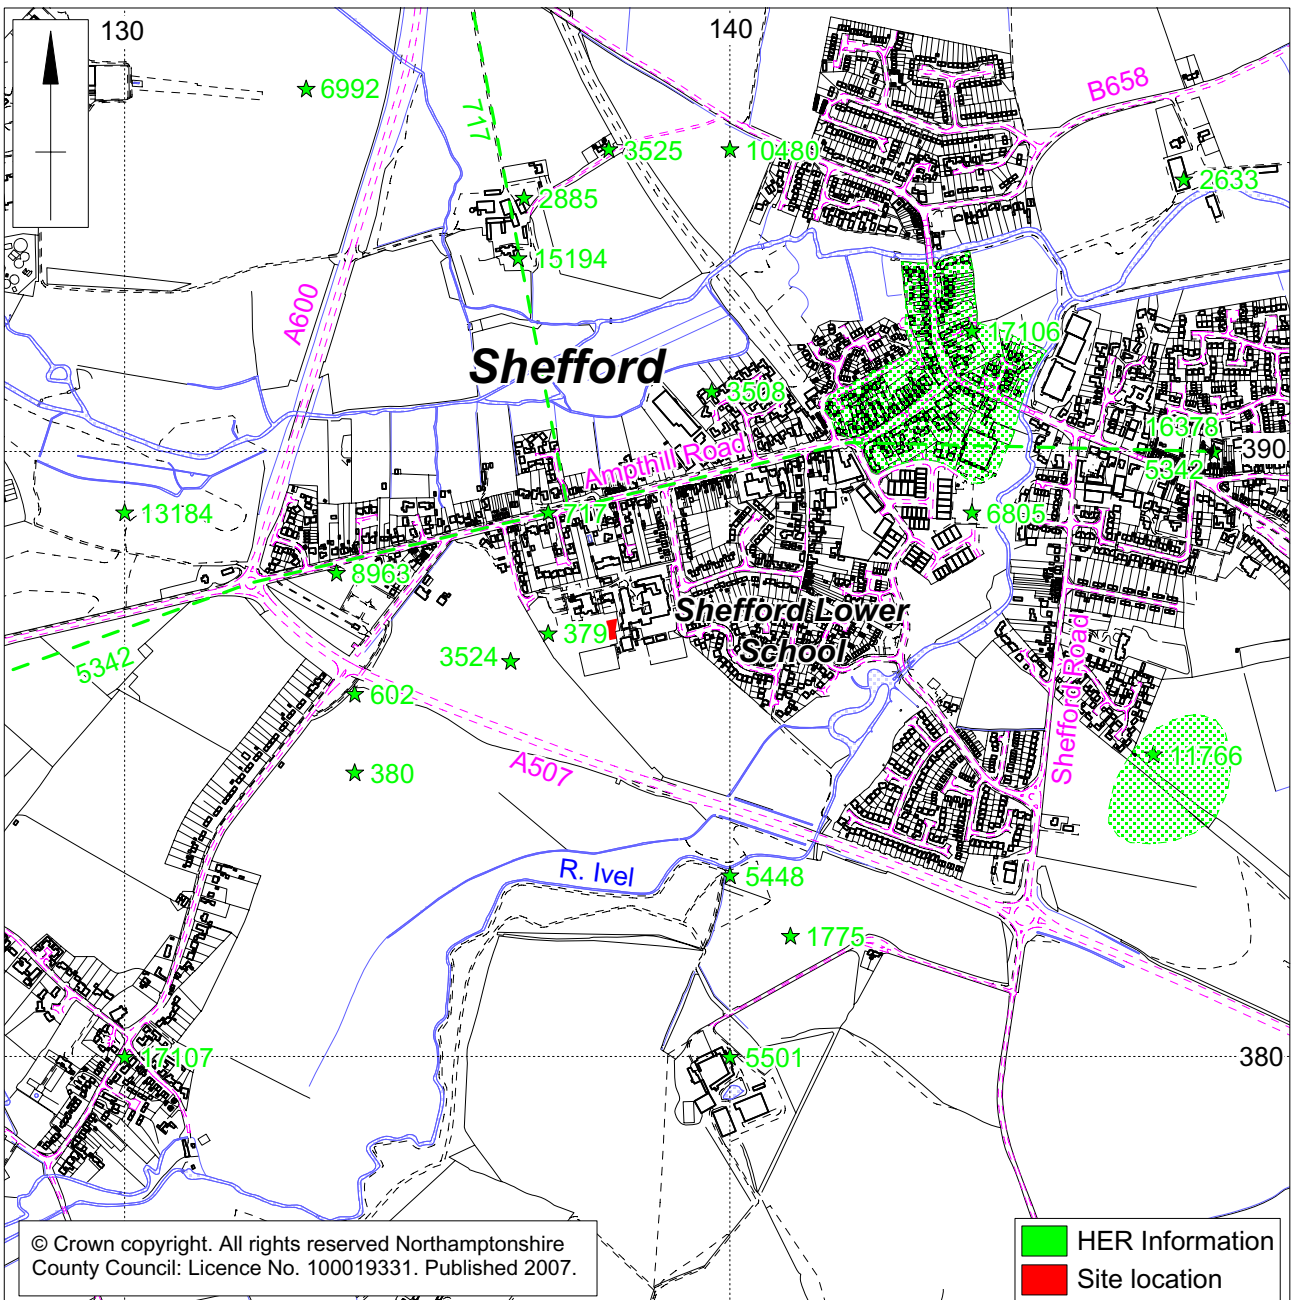 130
140
6992
717
B658
3525
10480
2885
2633
15194
A600
17106
Shefford
3508
16378
Ampthill Road
390
5342
13184
717
6805
8963
379
Shefford Lower
School
3524
5342
602
Shefford Road
380
A507
11766
R. Ivel
5448
1775
17107
5501
380
© Crown copyright. All rights reserved Northamptonshire
County Council: Licence No. 100019331. Published 2007.
HER Information
Site location